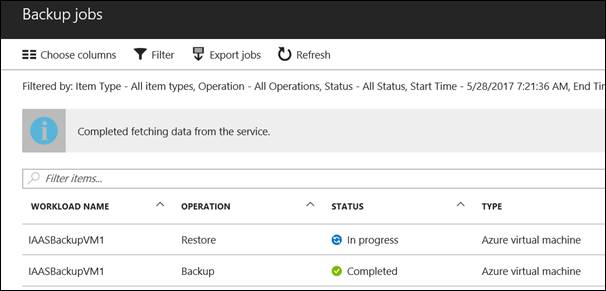 Backup jobs
Choose columns Filter Export jobs Refresh
Filtered by: Item Type - All item types, Operation - All Operations, Status - All Status, Start Time - 5/28/2017 7:21:36 AM, End Tim
Completed fetching data from the service.
Filter items...
WORKLOAD NAME OPERATION STATUS TYPE
IAASBackupVM1 Restore In progress Azure virtual machine
IAASBackupVM1 Backup Completed Azure virtual machine